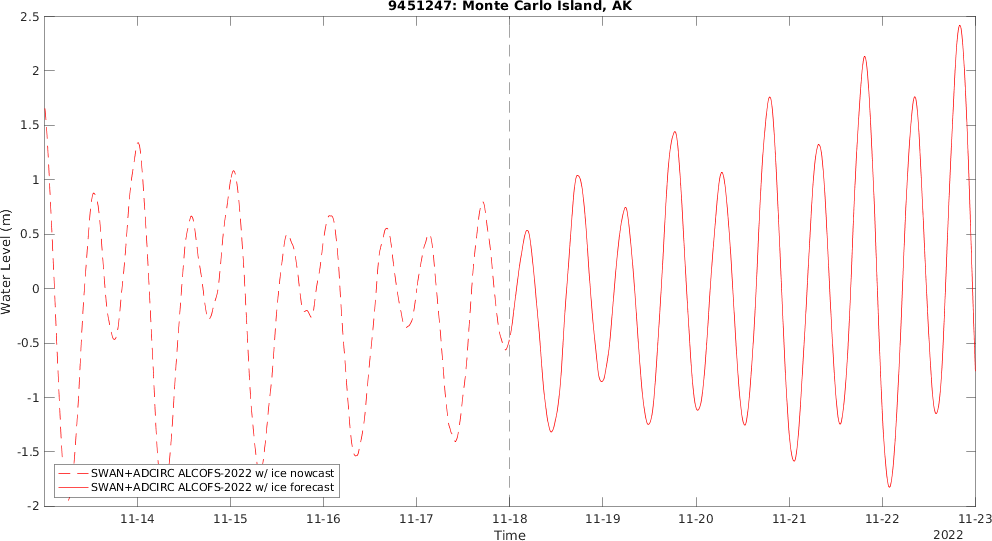 9451247: Monte Carlo Island, AK
2.5
2
1.5
1
0.5
0
-0.5
-1
-1.5
-2
Water Level (m)
SWAN+ADCIRC ALCOFS-2022 w/ ice nowcast
SWAN+ADCIRC ALCOFS-2022 w/ ice forecast
11-14 11-15 11-16 11-17 11-18 11-19 11-20 11-21 11-22 11-23
Time
2022